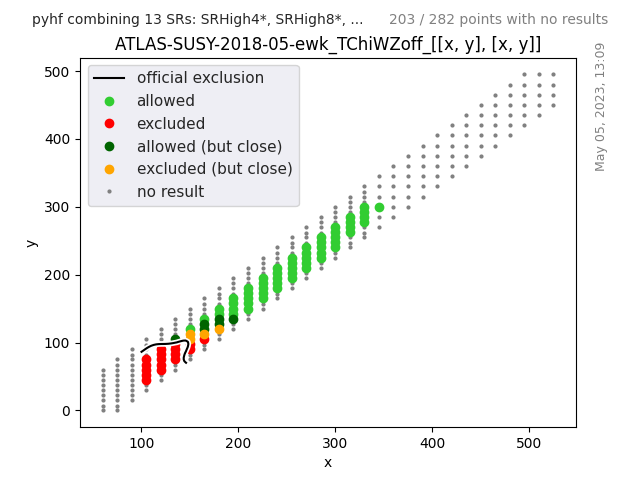 pyhf combining 13 SRs: SRHigh4*, SRHigh8*, ... 203 / 282 points with no results
ATLAS-SUSY-2018-05-ewk_TChiWZoff_[[x, y], [x, y]]
official exclusion
allowed
excluded
allowed (but close)
excluded (but close)
no result
500
400
300
200
100
0
y
100 200 300 400 500
x
May 05, 2023, 13:09